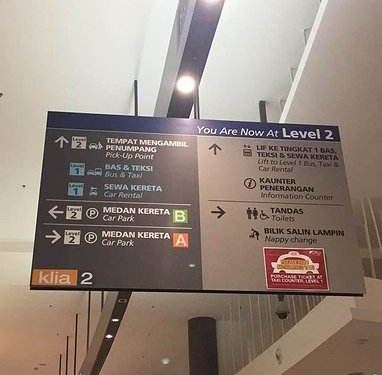 You Are Now At Level 2
Level 2
TEMPAT MENGAMBIL
PENUMPANG
Pick-Up Point
Level 1
BAS & TEKSI
Bus & Taxi
Level 1
SEWA KERETA
Car Rental
Level 2
P
MEDAN KERETA
Car Park
B
Level 2
P
MEDAN KERETA
Car Park
A
klia 2
LIF KE TINGKAT 1 BAS,
TEKSI & SEWA KERETA
Lift to Level 1 Bus, Taxi &
Car Rental
i
KAUNTER
PENERANGAN
Information Counter
TANDAS
Toilets
BILIK SALIN LAMPIN
Nappy change
PURCHASE TICKET AT
TAXI COUNTER, LEVEL 1